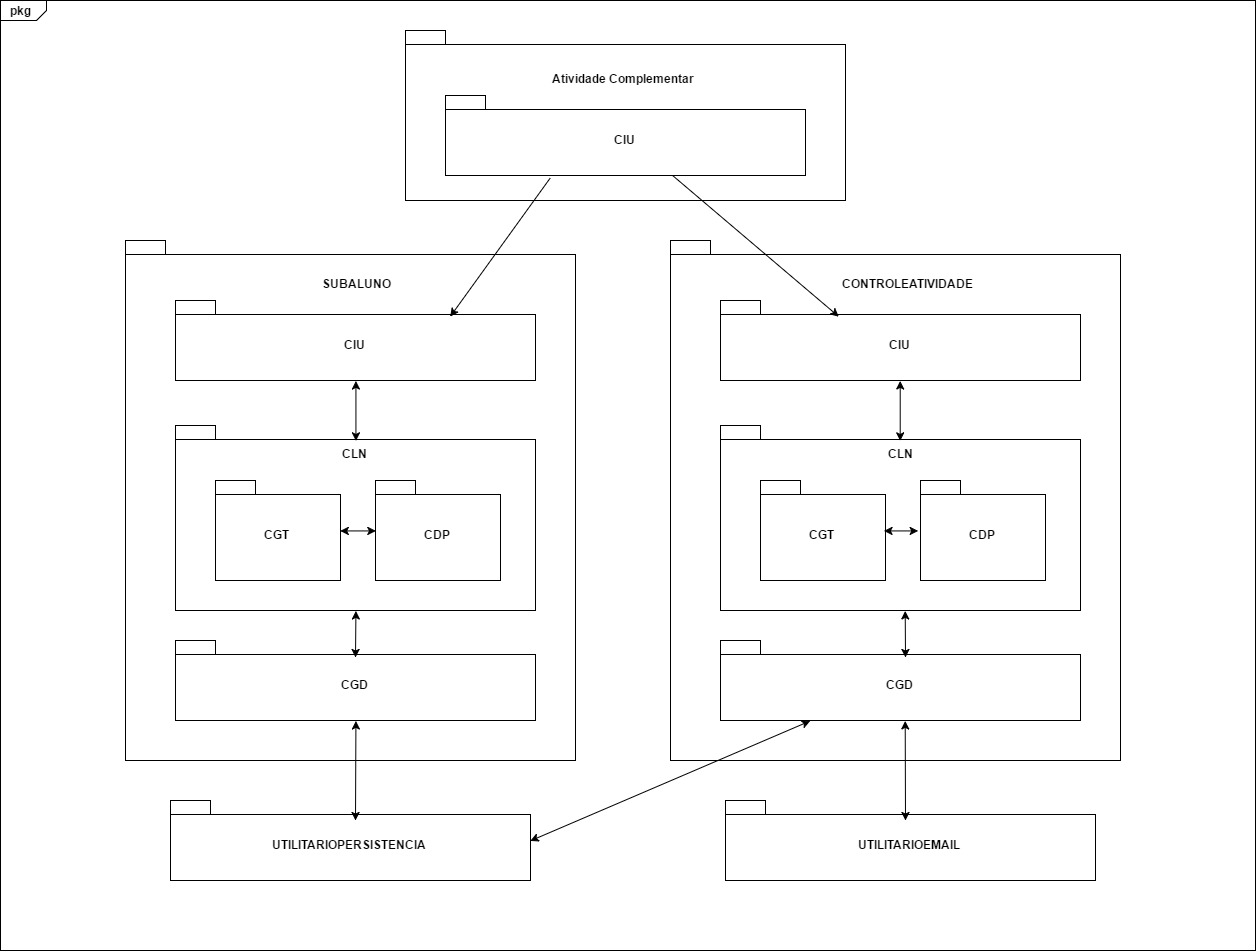 pkg
Atividade Complementar
CIU
SUBALUNO
CONTROLEATIVIDADE
CIU
CIU
CLN
CLN
CGT
CDP
CGT
CDP
CGD
CGD
UTILITARIOPERSISTENCIA
UTILITARIOEMAIL